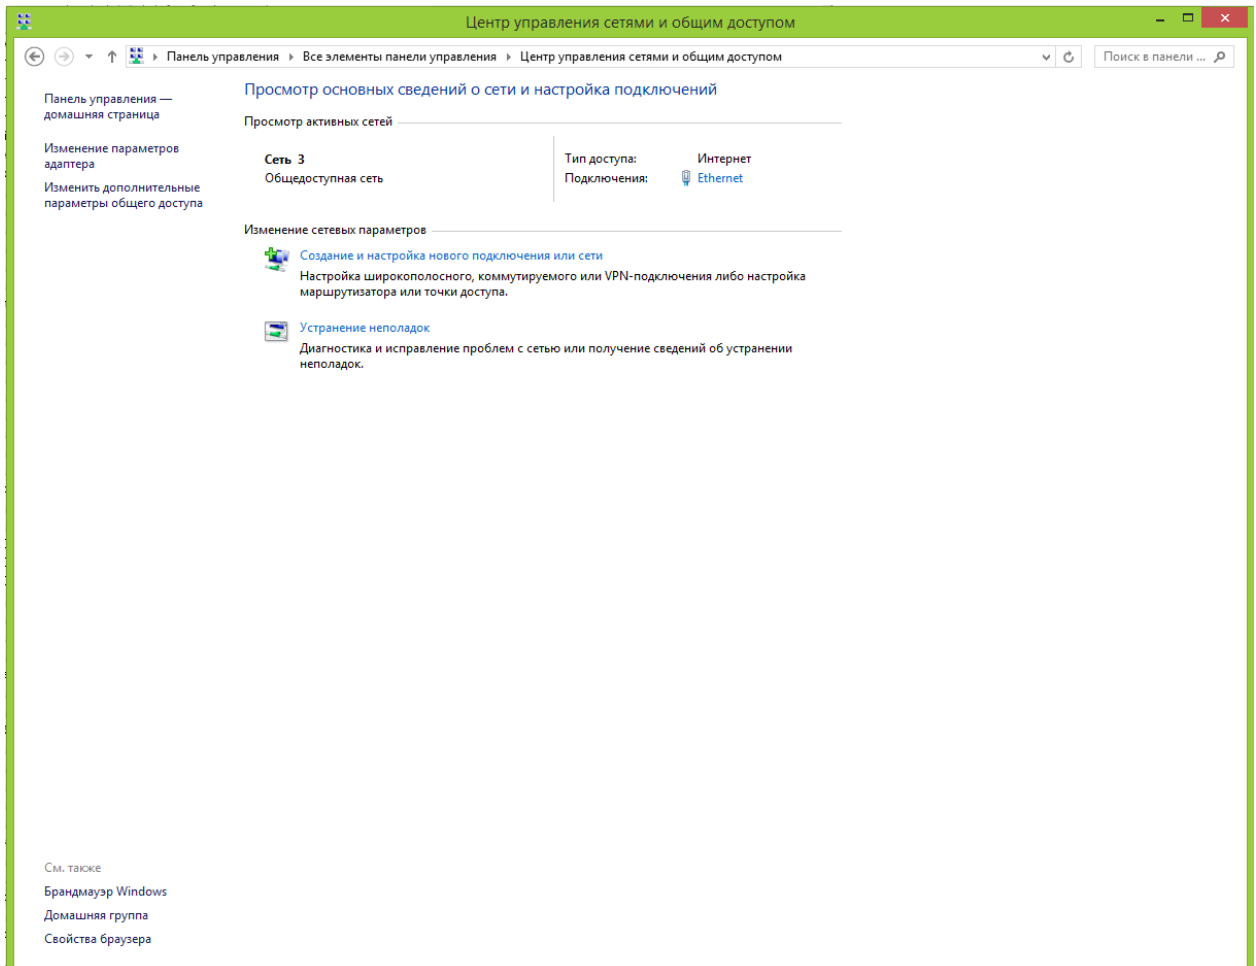 Центр управления сетями и общим доступом
Панель управления
Все элементы панели управления
Центр управления сетями и общим доступом
Поиск в панели ...
Панель управления —
домашняя страница
Изменение параметров
адаптера
Изменить дополнительные
параметры общего доступа
Просмотр основных сведений о сети и настройка подключений
Просмотр активных сетей
Сеть 3
Общедоступная сеть
Тип доступа: Интернет
Подключения: Ethernet
Изменение сетевых параметров
Создание и настройка нового подключения или сети
Настройка широкополосного, коммутируемого или VPN-подключения либо настройка
маршрутизатора или точки доступа.
Устранение неполадок
Диагностика и исправление проблем с сетью или получение сведений об устранении
неполадок.
См. также
Брандмауэр Windows
Домашняя группа
Свойства браузера